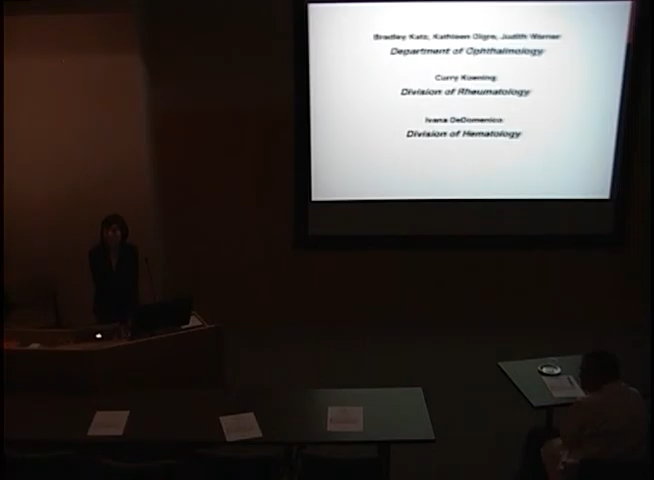 Bradley Katz, Kathleen Digre, Judith Warner
Department of Ophthalmology
Curry Koening
Division of Rheumatology
Ivana DeDomenico
Division of Hematology